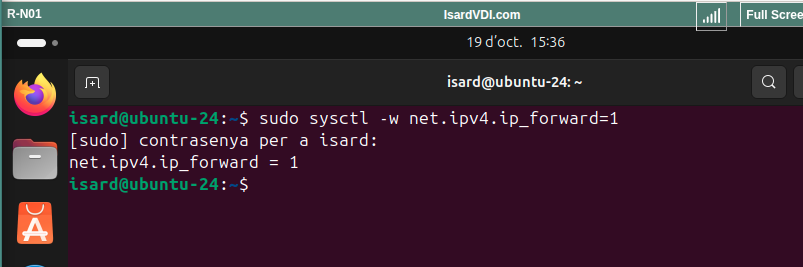 R-N01 IsardVDI.com Full Scree
19 d’oct. 15:36
isard@ubuntu-24: ~
isard@ubuntu-24:~$ sudo sysctl -w net.ipv4.ip_forward=1
[sudo] contrasenya per a isard:
net.ipv4.ip_forward = 1
isard@ubuntu-24:~$